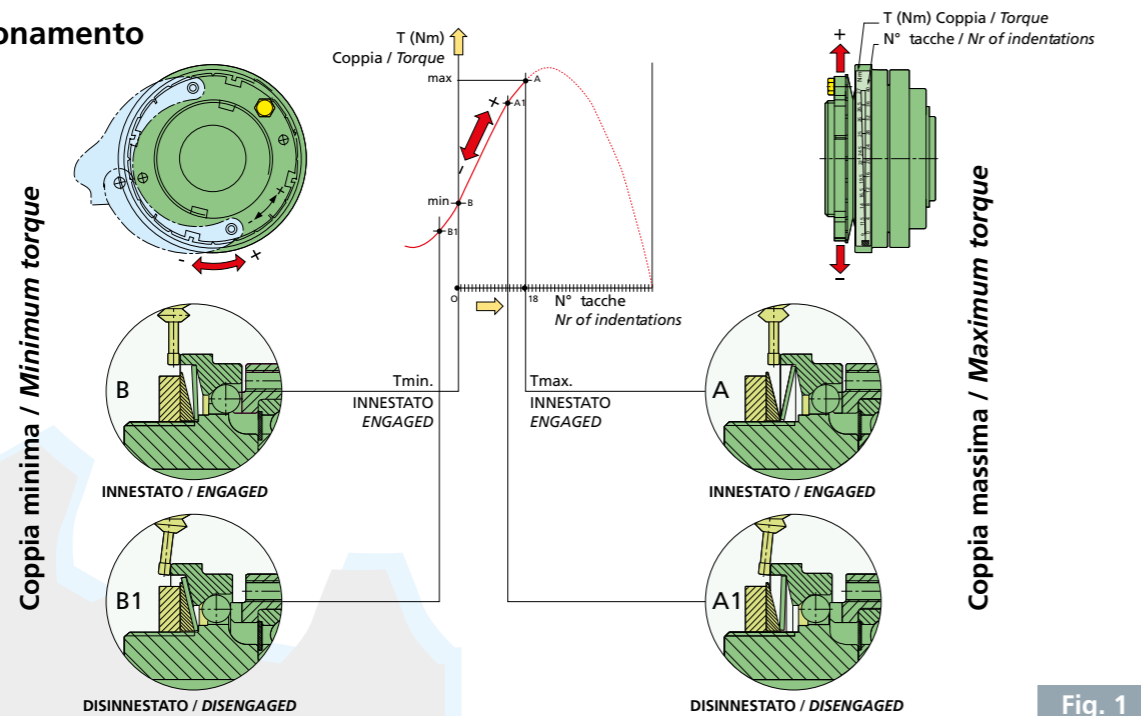 onamento
T (Nm)
Coppia / Torque
max
A
+
A1
-
min
B
B1
O
18
N° tacche
Nr of indentations
T (Nm) Coppia / Torque
N° tacche / Nr of indentations
+
-
- +
- +
Coppia minima / Minimum torque
B
Tmin.
INNESTATO
ENGAGED
INNESTATO / ENGAGED
B1
DISINNESTATO / DISENGAGED
Tmax.
INNESTATO
ENGAGED
A
INNESTATO / ENGAGED
A1
DISINNESTATO / DISENGAGED
Coppia massima / Maximum torque
Fig. 1